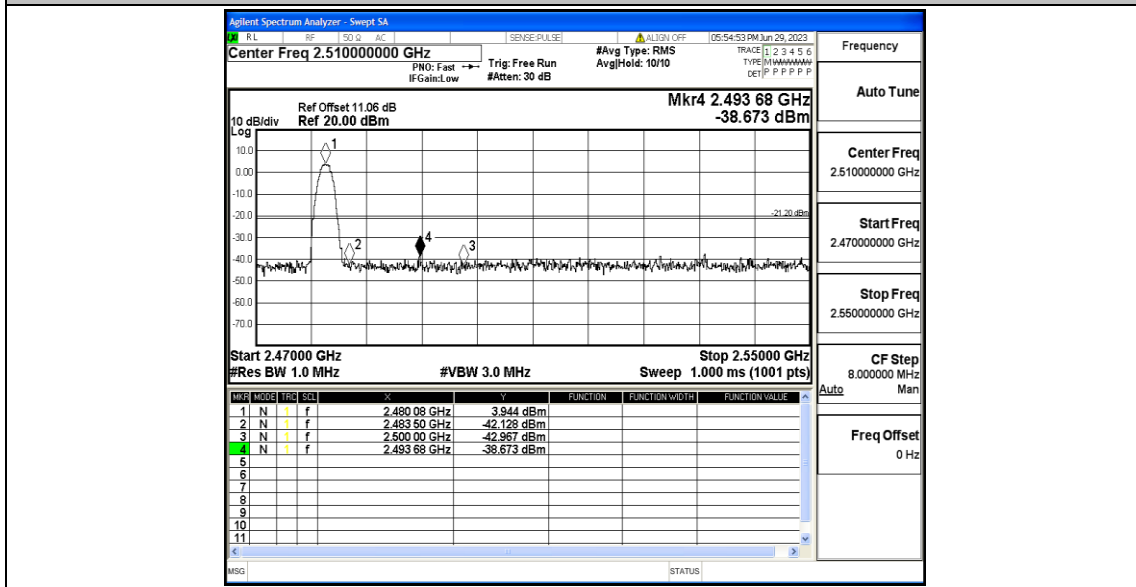 Agilent Spectrum Analyzer - Swept SA
RL RF 50 Ω AC SENSE:PULSE ALIGN OFF 05:54:53 PM Jun 29, 2023
Center Freq 2.510000000 GHz
PNO: Fast
IFGain:Low
Trig: Free Run
#Atten: 30 dB
#Avg Type: RMS
Avg|Hold: 10/10
TRACE 1 2 3 4 5 6
TYPE M W W W W W
DET P P P P P P
Ref Offset 11.06 dB
10 dB/div Ref 20.00 dBm
Log
Mkr4 2.493 68 GHz
-38.673 dBm
10.0
0.00
-10.0
-20.0
-30.0
-40.0
-50.0
-60.0
-70.0
1
2
4
3
-21.20 dBm
Start 2.47000 GHz Stop 2.55000 GHz
#Res BW 1.0 MHz #VBW 3.0 MHz Sweep 1.000 ms (1001 pts)
MKR MODE TRC SCL X Y FUNCTION FUNCTION WIDTH FUNCTION VALUE
1 N 1 f 2.480 08 GHz 3.944 dBm
2 N 1 f 2.483 50 GHz -42.128 dBm
3 N 1 f 2.500 00 GHz -42.967 dBm
4 N 1 f 2.493 68 GHz -38.673 dBm
5
6
7
8
9
10
11
MSG STATUS
Frequency
Auto Tune
Center Freq
2.510000000 GHz
Start Freq
2.470000000 GHz
Stop Freq
2.550000000 GHz
CF Step
8.000000 MHz
Auto Man
Freq Offset
0 Hz